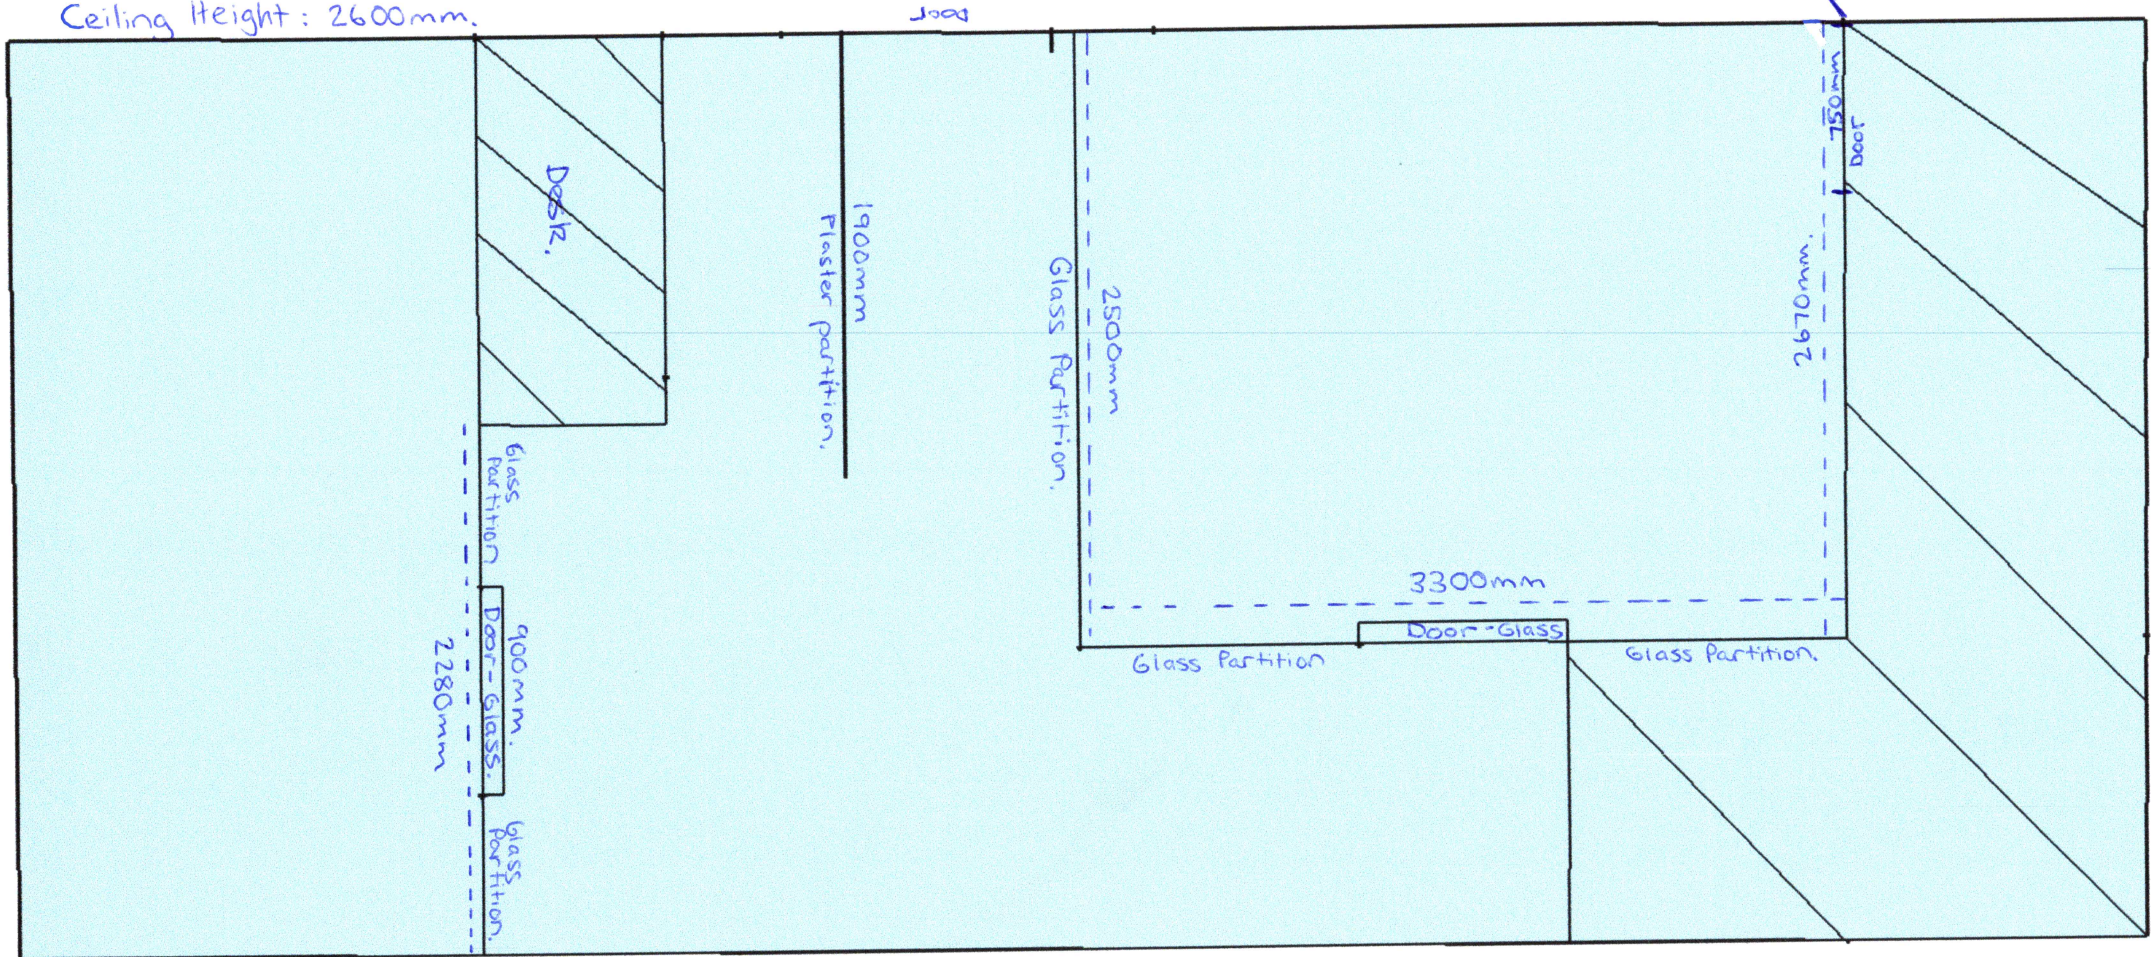 Ceiling Height: 2600mm.
Door
Desk.
1900mm
Plaster partition.
2500mm
Glass Partition.
750mm
Door
2670mm.
3300mm
Door-Glass
Glass Partition
Glass Partition.
Glass
Partition
900mm.
Door-Glass.
2280mm
Glass
Partition.